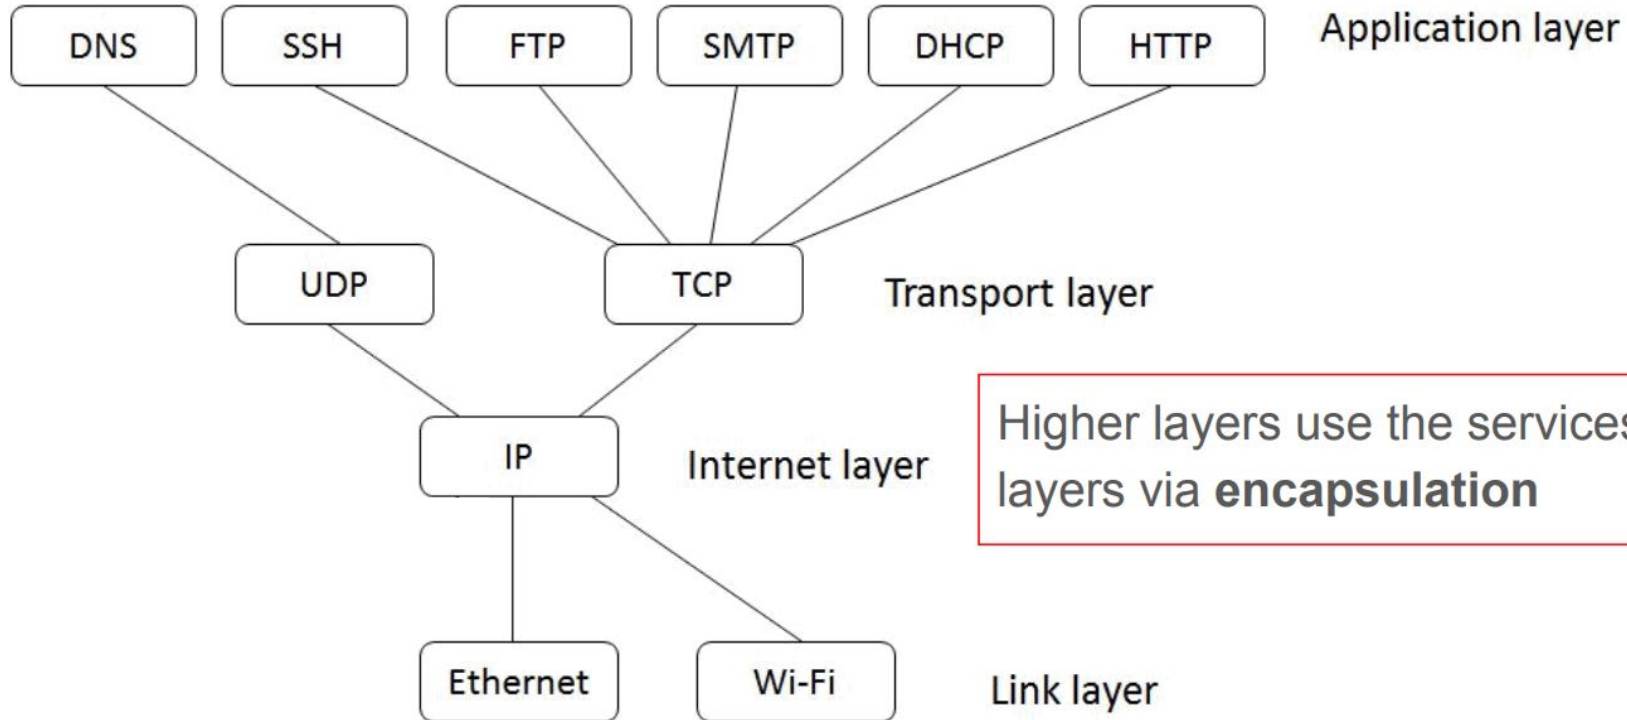 DNS SSH FTP SMTP DHCP HTTP Application layer
UDP TCP Transport layer
IP Internet layer
Higher layers use the services
layers via encapsulation
Ethernet Wi-Fi Link layer